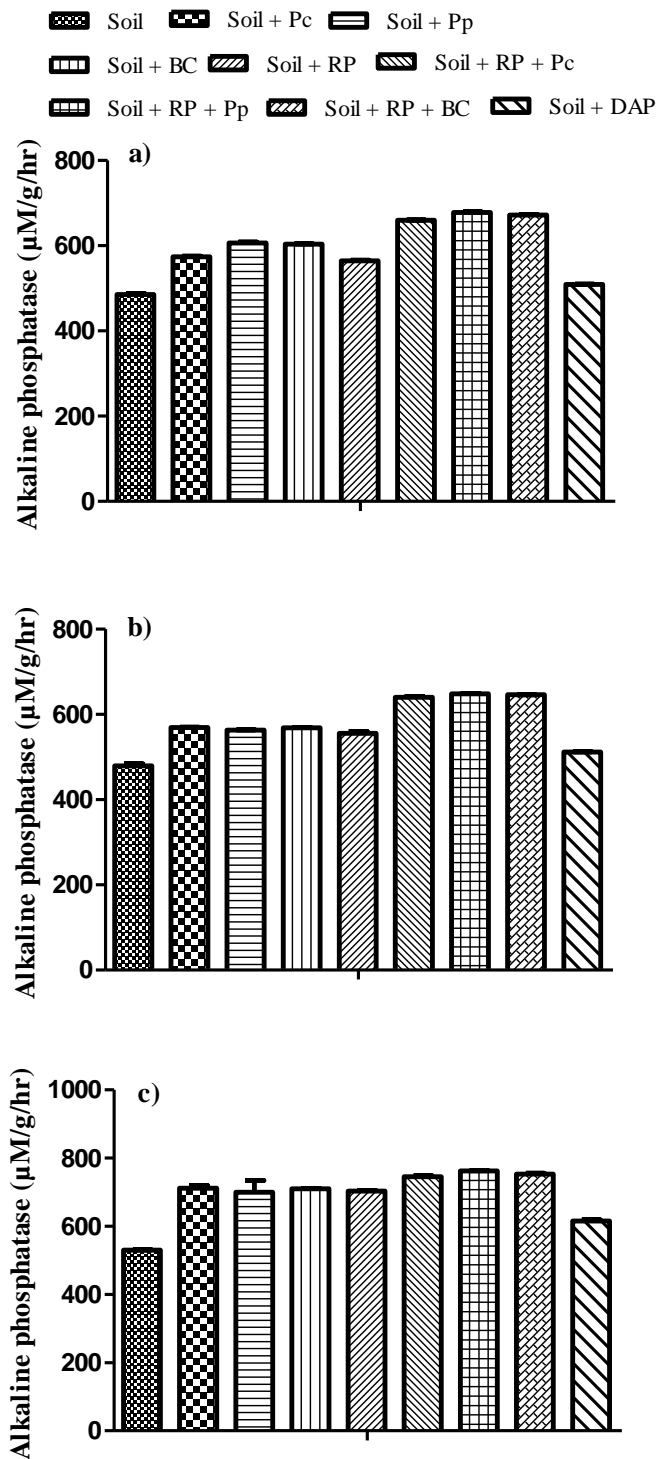 Soil Soil + Pc Soil + Pp
Soil + BC Soil + RP Soil + RP + Pc
Soil + RP + Pp Soil + RP + BC Soil + DAP
a)
Alkaline phosphatase (µM/g/hr)
800
600
400
200
0
b)
Alkaline phosphatase (µM/g/hr)
800
600
400
200
0
c)
Alkaline phosphatase (µM/g/hr)
1000
800
600
400
200
0